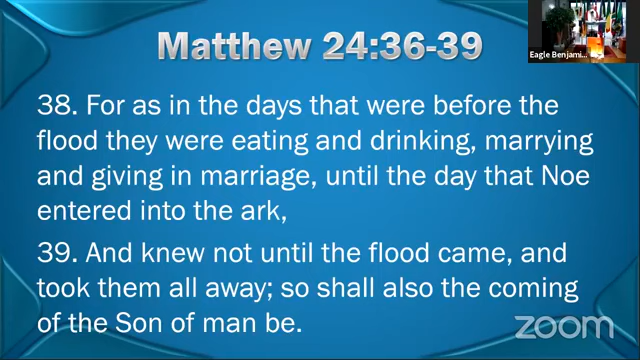 Matthew 24:36-39
Eagle Benjami...
38. For as in the days that were before the
flood they were eating and drinking, marrying
and giving in marriage, until the day that Noe
entered into the ark,
39. And knew not until the flood came, and
took them all away; so shall also the coming
of the Son of man be.
zoom